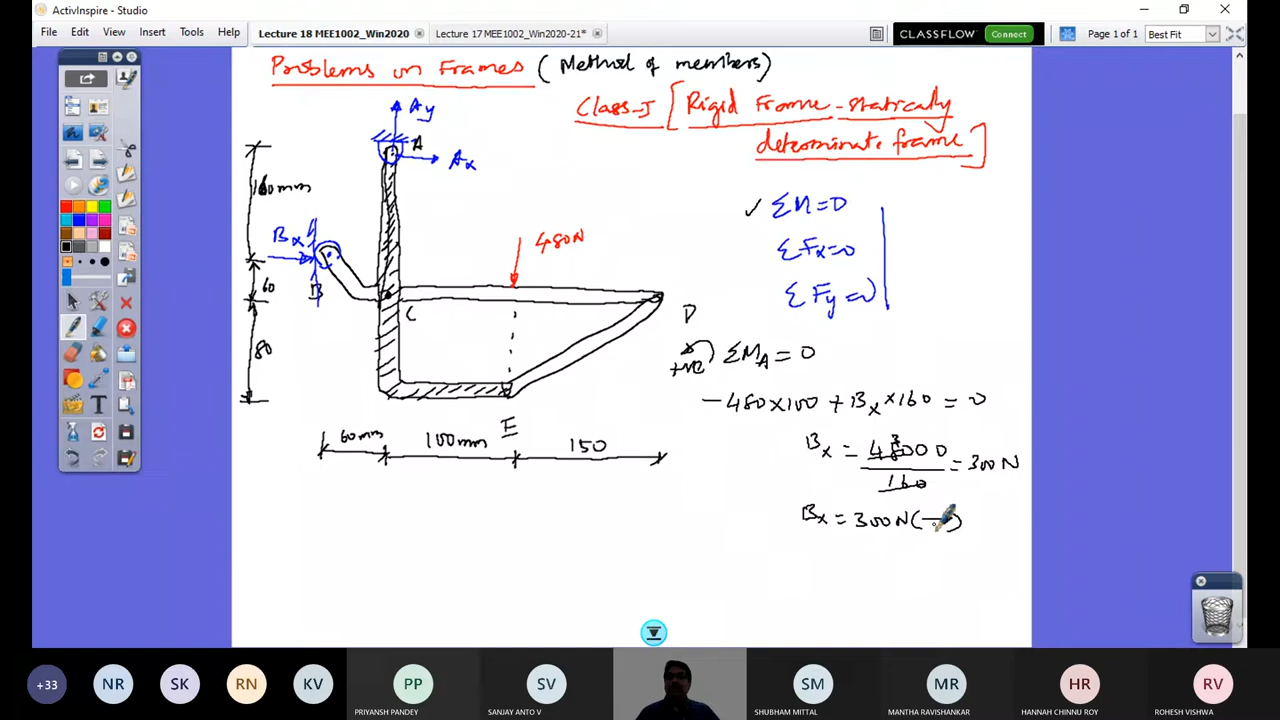 ActivInspire - Studio
File Edit View Insert Tools Help
Lecture 18 MEE1002_Win2020
Lecture 17 MEE1002_Win2020-21*
CLASSFLOW Connect
Page 1 of 1
Best Fit
Problems on Frames (Method of members)
Class-I [Rigid Frame - Statically
determinate frame]
Ay
A
Ax
160mm
Bx
B
60
80
480N
C
D
E
60mm
100mm
150
✓ ΣM=0
ΣFx=0
ΣFy=0
+ve ΣMA = 0
-480×100 + Bx×160 = 0
Bx = 48000 / 160 = 300 N
3
Bx = 300N(→)
+33
NR
SK
RN
KV
PP
PRIYANSH PANDEY
SV
SANJAY ANTO V
SM
SHUBHAM MITTAL
MR
MANTHA RAVISHANKAR
HR
HANNAH CHINNU ROY
RV
ROHESH VISHWA